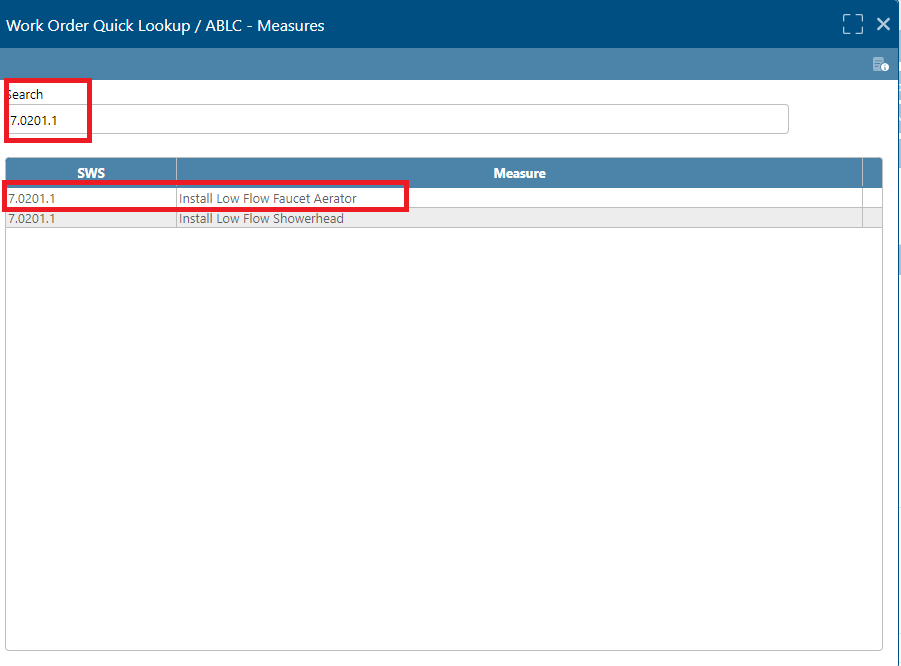 Work Order Quick Lookup / ABLC - Measures
Search
7.0201.1
SWS Measure
7.0201.1 Install Low Flow Faucet Aerator
7.0201.1 Install Low Flow Showerhead